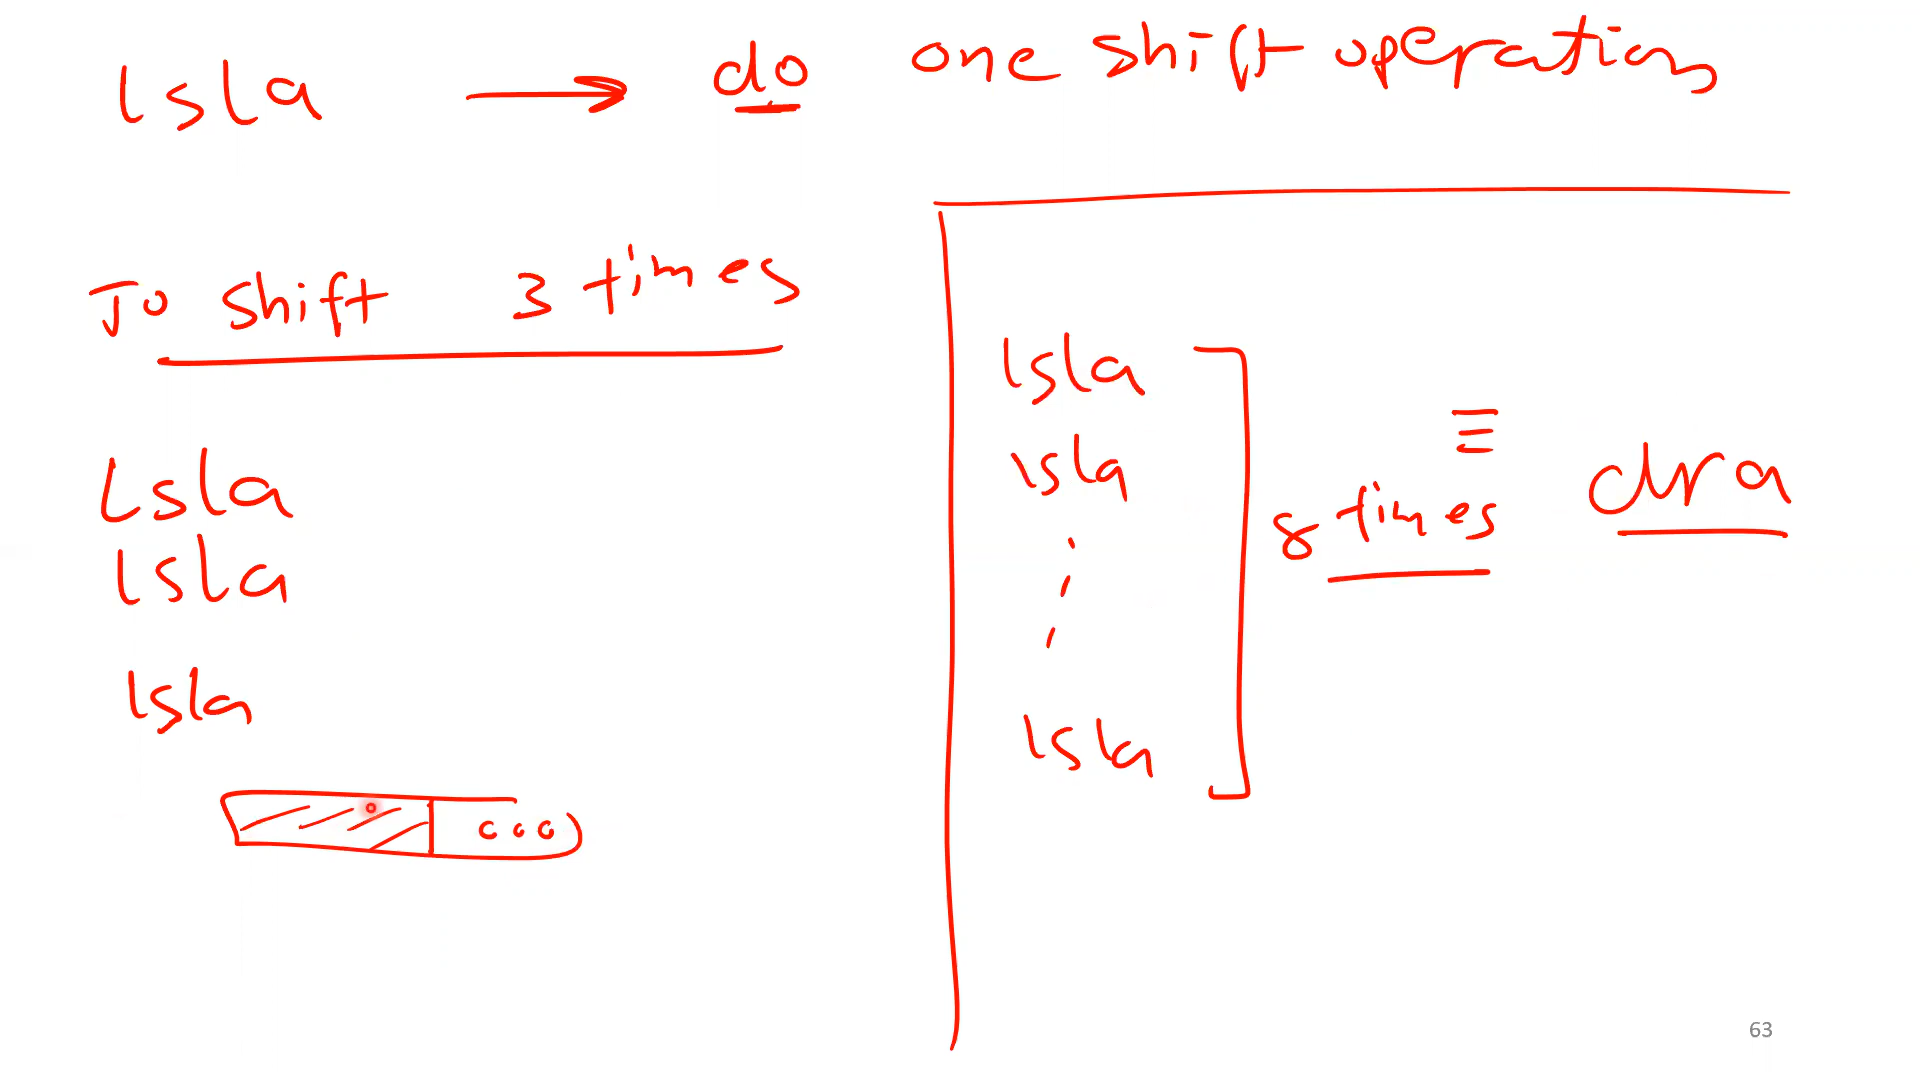 lsla → do one shift operation
To shift 3 times
lsla
lsla
lsla
000
lsla
lsla
lsla
8 times
≡
clra
63